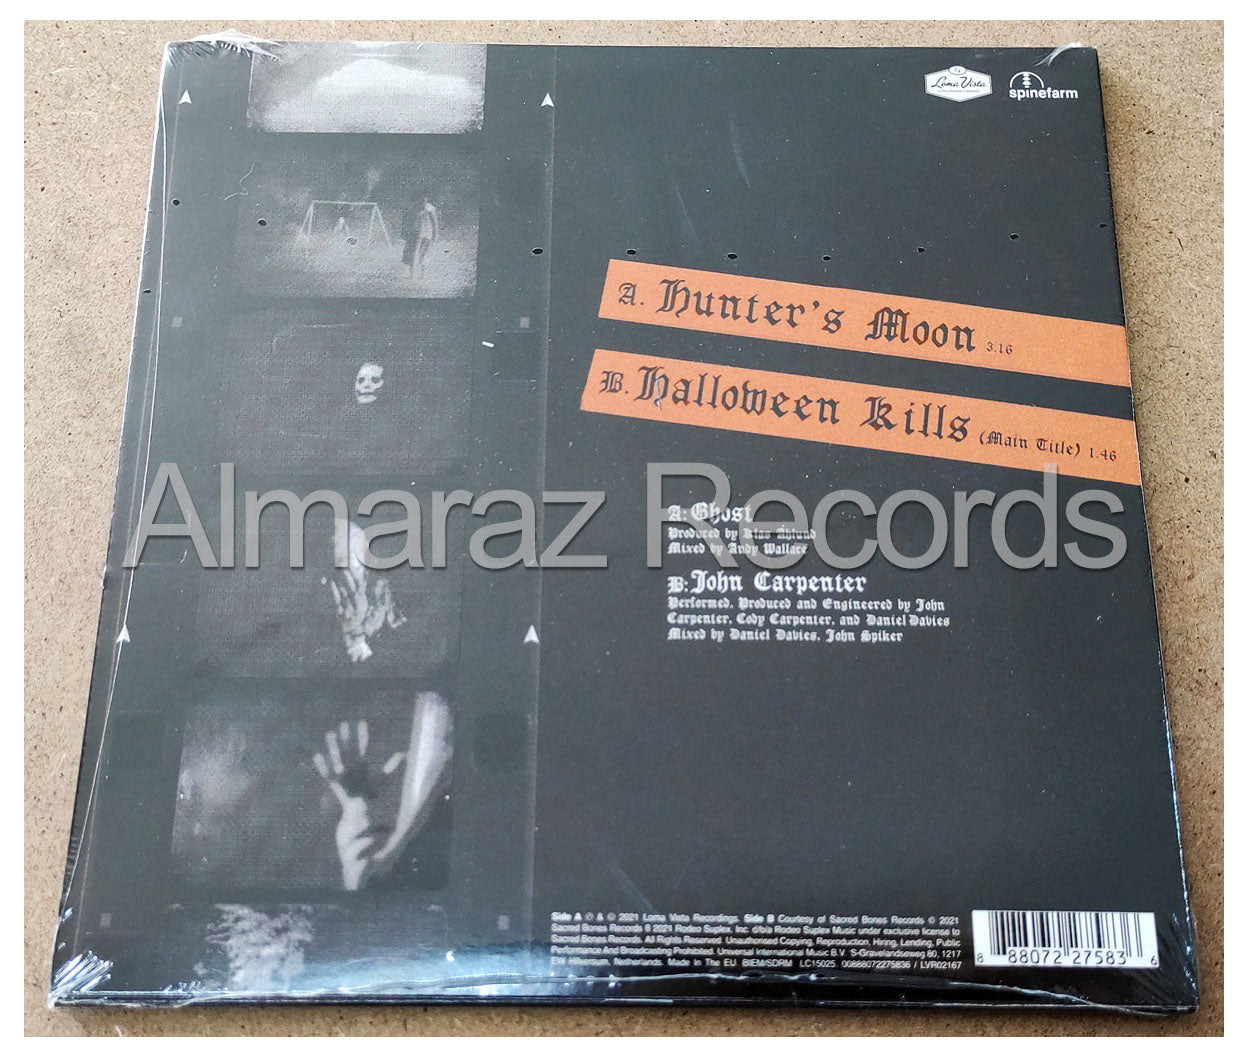 Loma Vista
spinefarm
A. Hunter's Moon 3.16
B. Halloween Kills (Main Title) 1.46
Almaraz Records
A: Ghost
Produced by Klas Åhlund
Mixed by Andy Wallace
B: John Carpenter
Performed, Produced and Engineered by John
Carpenter, Cody Carpenter, and Daniel Davies
Mixed by Daniel Davies, John Spiker
Side A ℗ & © 2021 Loma Vista Recordings. Side B Courtesy of Sacred Bones Records © 2021
Sacred Bones Records 2021 Rodeo Suplex, Inc. d/b/a Rodeo Suplex Music under exclusive license to
Sacred Bones Records. All Rights Reserved. Unauthorised Copying, Reproduction, Hiring, Lending, Public
Performance And Broadcasting Prohibited. Universal International Music B.V. 'S-Gravelandseweg 80, 1217
EW Hilversum, Netherlands. Made in The EU. BIEM/SDRM LC15025 00888072275836 / LVR02167
8 88072 27583 6